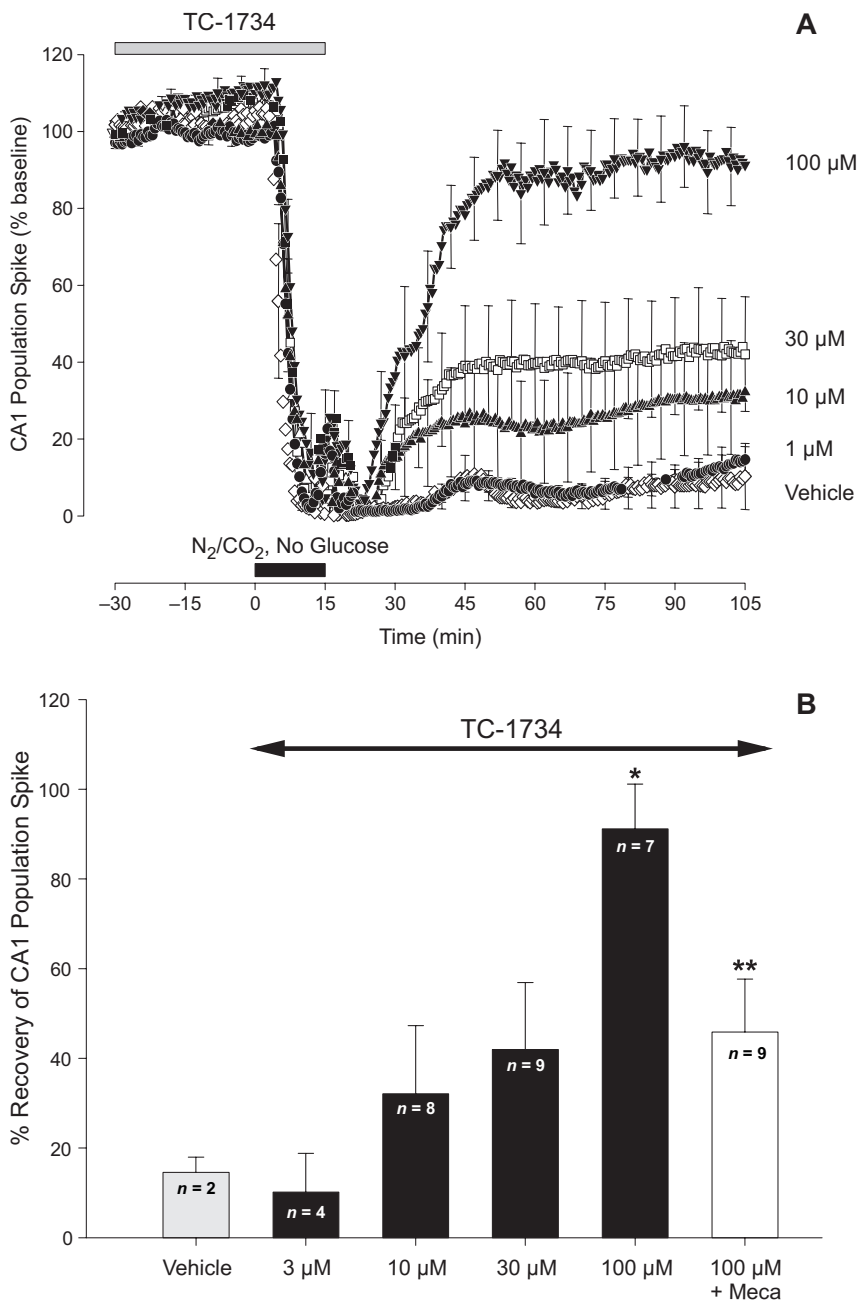 TC-1734
A
120
100
80
60
40
20
0
CA1 Population Spike (% baseline)
100 µM
30 µM
10 µM
1 µM
Vehicle
N₂/CO₂, No Glucose
–30 –15 0 15 30 45 60 75 90 105
Time (min)
B
TC-1734
120
100
80
60
40
20
0
% Recovery of CA1 Population Spike
*
**
n = 2
n = 4
n = 8
n = 9
n = 7
n = 9
Vehicle 3 µM 10 µM 30 µM 100 µM 100 µM
+ Meca